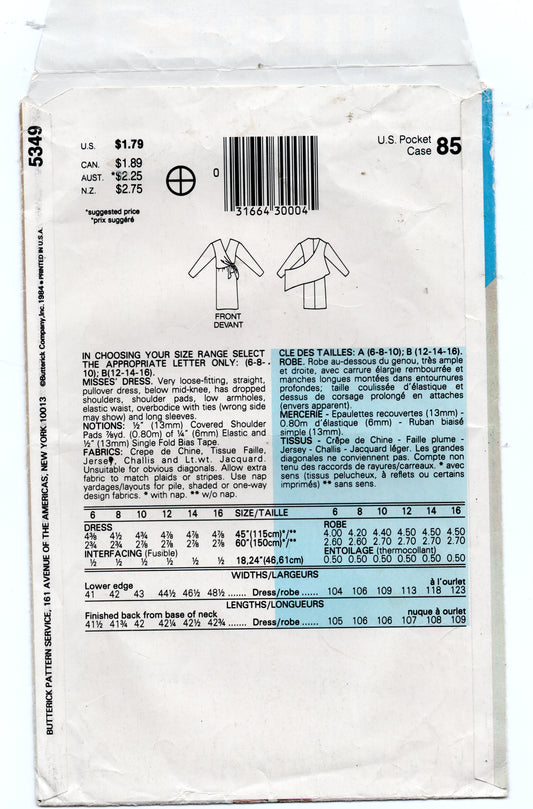 5349
U.S. $1.79
CAN. $1.89
AUST. *$2.25
N.Z. $2.75
*suggested price
*prix suggéré
0
31664 30004
U.S. Pocket
Case 85
FRONT
DEVANT
BUTTERICK PATTERN SERVICE, 161 AVENUE OF THE AMERICAS, NEW YORK, NEW YORK 10013 ©Butterick Company, Inc. 1984 • PRINTED IN U.S.A.
IN CHOOSING YOUR SIZE RANGE SELECT
THE APPROPRIATE LETTER ONLY: (6-8-
10); B(12-14-16).
MISSES' DRESS. Very loose-fitting, straight,
pullover dress, below mid-knee, has dropped
shoulders, shoulder pads, low armholes,
elastic waist, overbodice with ties (wrong side
may show) and long sleeves.
NOTIONS: ½" (13mm) Covered Shoulder
Pads ⅞yd. (0.80m) of ¼" (6mm) Elastic and
½" (13mm) Single Fold Bias Tape.
FABRICS: Crepe de Chine, Tissue Faille,
Jersey, Challis and Lt.wt. Jacquard.
Unsuitable for obvious diagonals. Allow extra
fabric to match plaids or stripes. Use nap
yardages/layouts for pile, shaded or one-way
design fabrics. * with nap. ** w/o nap.
CLE DES TAILLES: A (6-8-10); B (12-14-16).
ROBE. Robe au-dessous du genou, très ample
et droite, avec carrure élargie rembourrée et
manches longues montées dans entournures
profondes; taille coulissée d'élastique et
dessus de corsage prolongé en attaches
(envers apparent).
MERCERIE - Epaulettes recouvertes (13mm) -
0.80m d'élastique (6mm) - Ruban biaisé
simple (13mm).
TISSUS - Crêpe de Chine - Faille plume -
Jersey - Challis - Jacquard léger. Les grandes
diagonales ne conviennent pas. Compte non
tenu des raccords de rayures/carreaux. * avec
sens (tissus pelucheux, à reflets ou certains
imprimés) ** sans sens.
6 8 10 12 14 16 SIZE/TAILLE 6 8 10 12 14 16
DRESS ROBE
4⅜ 4½ 4¾ 4⅞ 4⅞ 4⅞ 45"(115cm)*/** 4.00 4.20 4.40 4.50 4.50 4.50
2¾ 2¾ 2⅞ 2⅞ 2⅞ 2⅞ 60"(150cm)*/** 2.60 2.60 2.70 2.70 2.70 2.70
INTERFACING (Fusible) ENTOILAGE (thermocollant)
½ ½ ½ ½ ½ ½ 18,24"(46,61cm) 0.50 0.50 0.50 0.50 0.50 0.50
WIDTHS/LARGEURS
Lower edge à l'ourlet
41 42 43 44½ 46½ 48½ ...... Dress/robe ...... 104 106 109 113 118 123
LENGTHS/LONGUEURS
Finished back from base of neck nuque à ourlet
41½ 41¾ 42 42¼ 42½ 42¾ ...... Dress/robe ...... 105 106 106 107 108 109